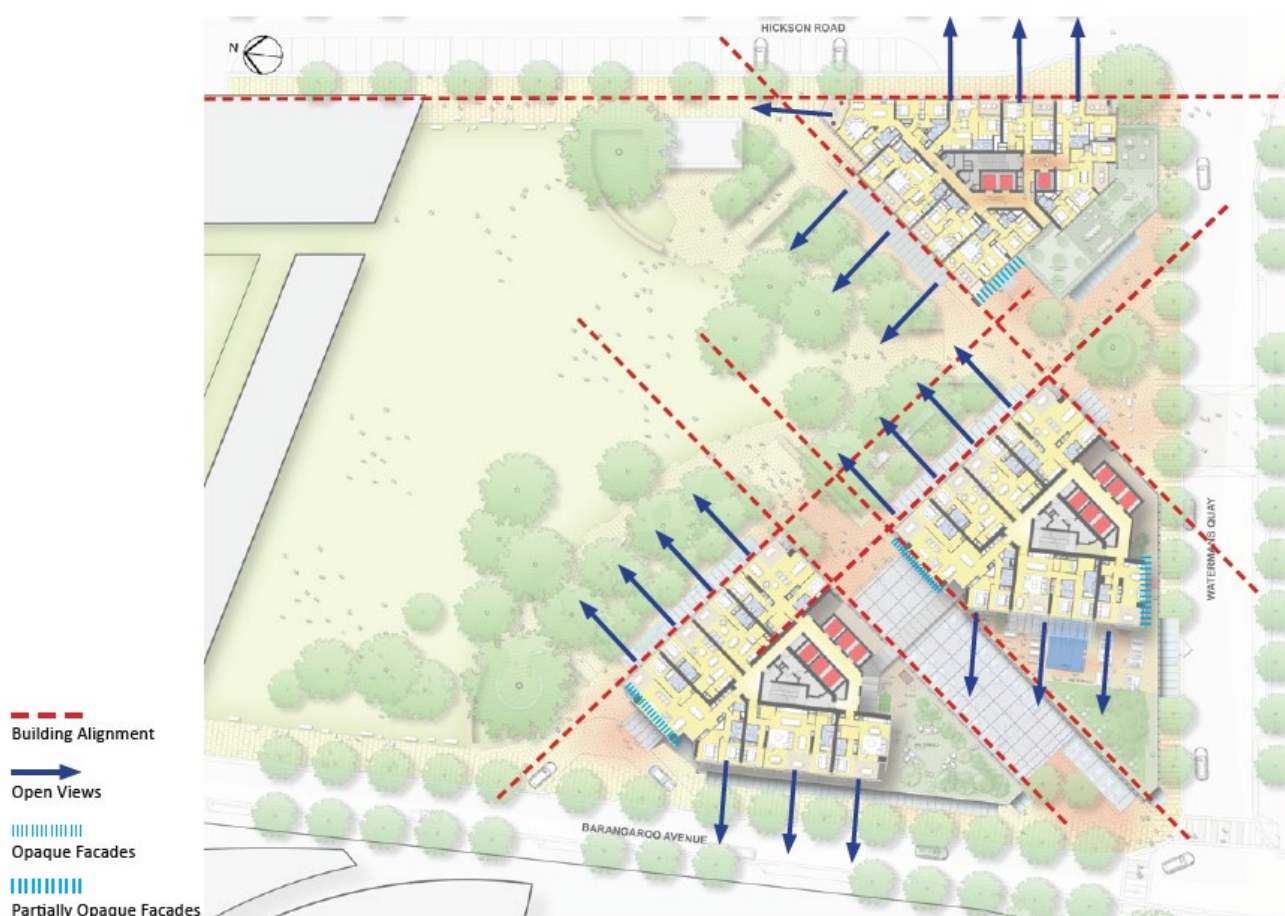 HICKSON ROAD
N
WATERMANS QUAY
BARANGAROO AVENUE
Building Alignment
Open Views
Opaque Facades
Partially Opaque Facades